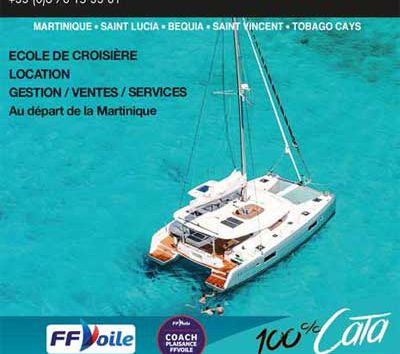 MARTINIQUE • SAINT LUCIA • BEQUIA • SAINT VINCENT • TOBAGO CAYS
ECOLE DE CROISIÈRE
LOCATION
GESTION / VENTES / SERVICES
Au départ de la Martinique
FFVoile
FFVoile
COACH
PLAISANCE
FFVOILE
100% Cata